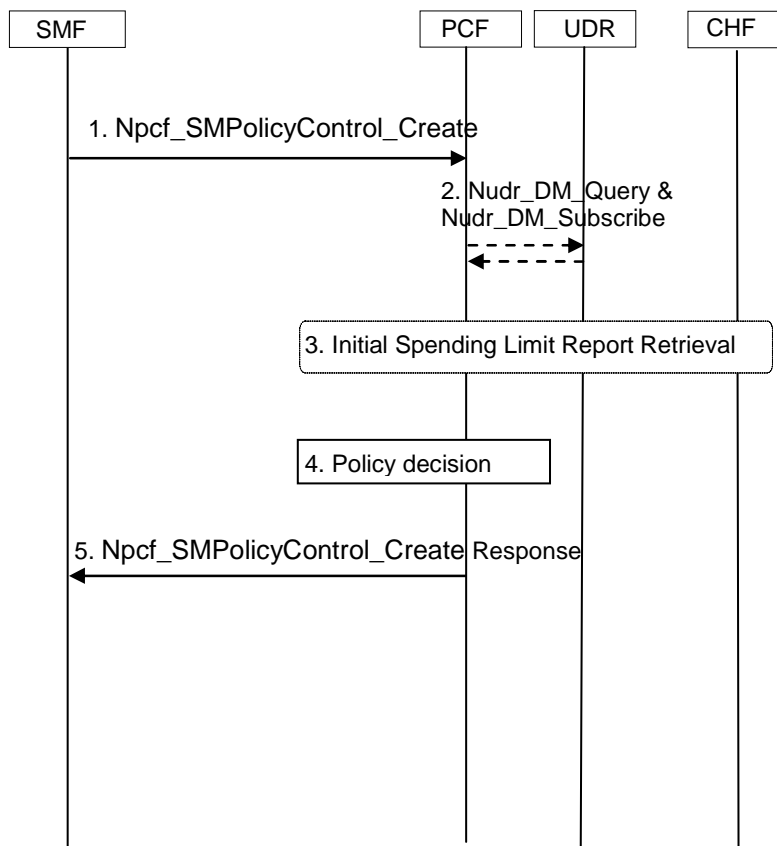 SMF
PCF
UDR
CHF
1. Npcf_SMPolicyControl_Create
2. Nudr_DM_Query &
Nudr_DM_Subscribe
3. Initial Spending Limit Report Retrieval
4. Policy decision
5. Npcf_SMPolicyControl_Create Response